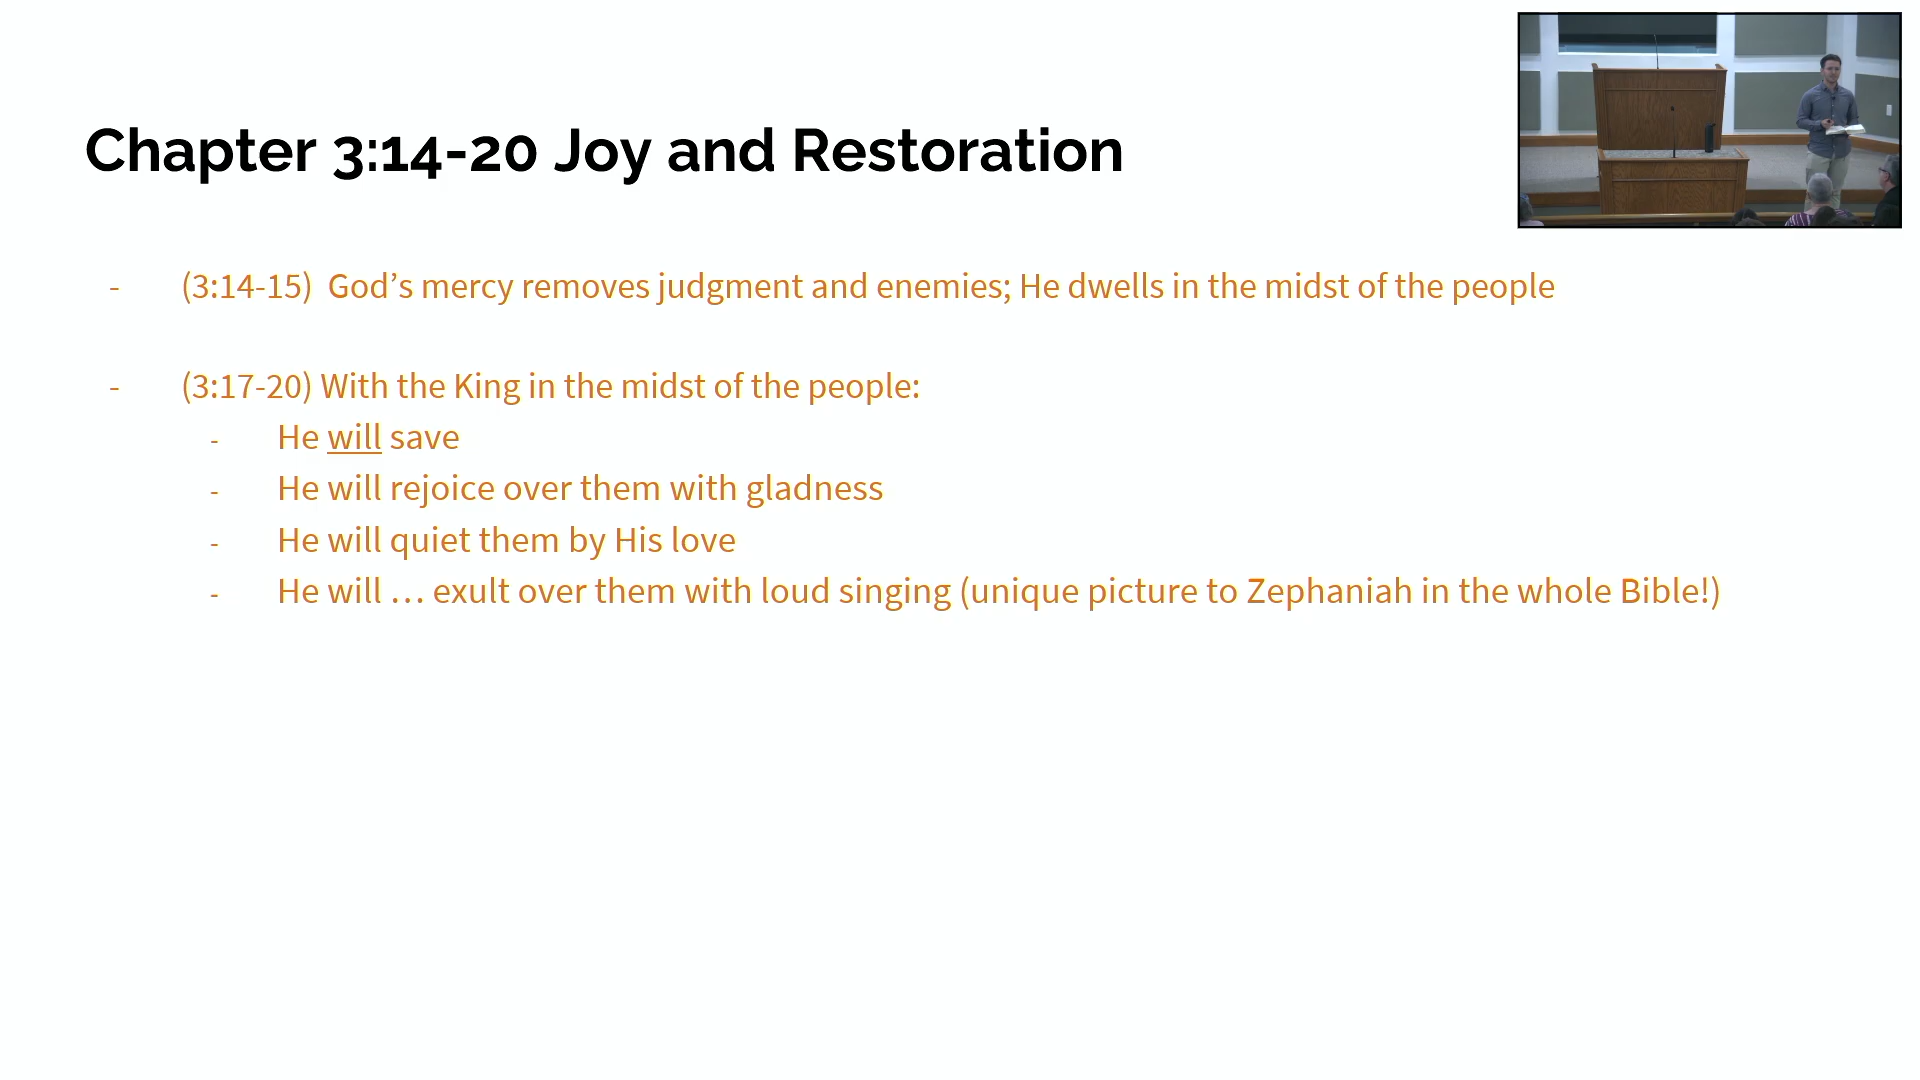 Chapter 3:14-20 Joy and Restoration
- (3:14-15)  God’s mercy removes judgment and enemies; He dwells in the midst of the people
- (3:17-20) With the King in the midst of the people:
- He will save
- He will rejoice over them with gladness
- He will quiet them by His love
- He will … exult over them with loud singing (unique picture to Zephaniah in the whole Bible!)